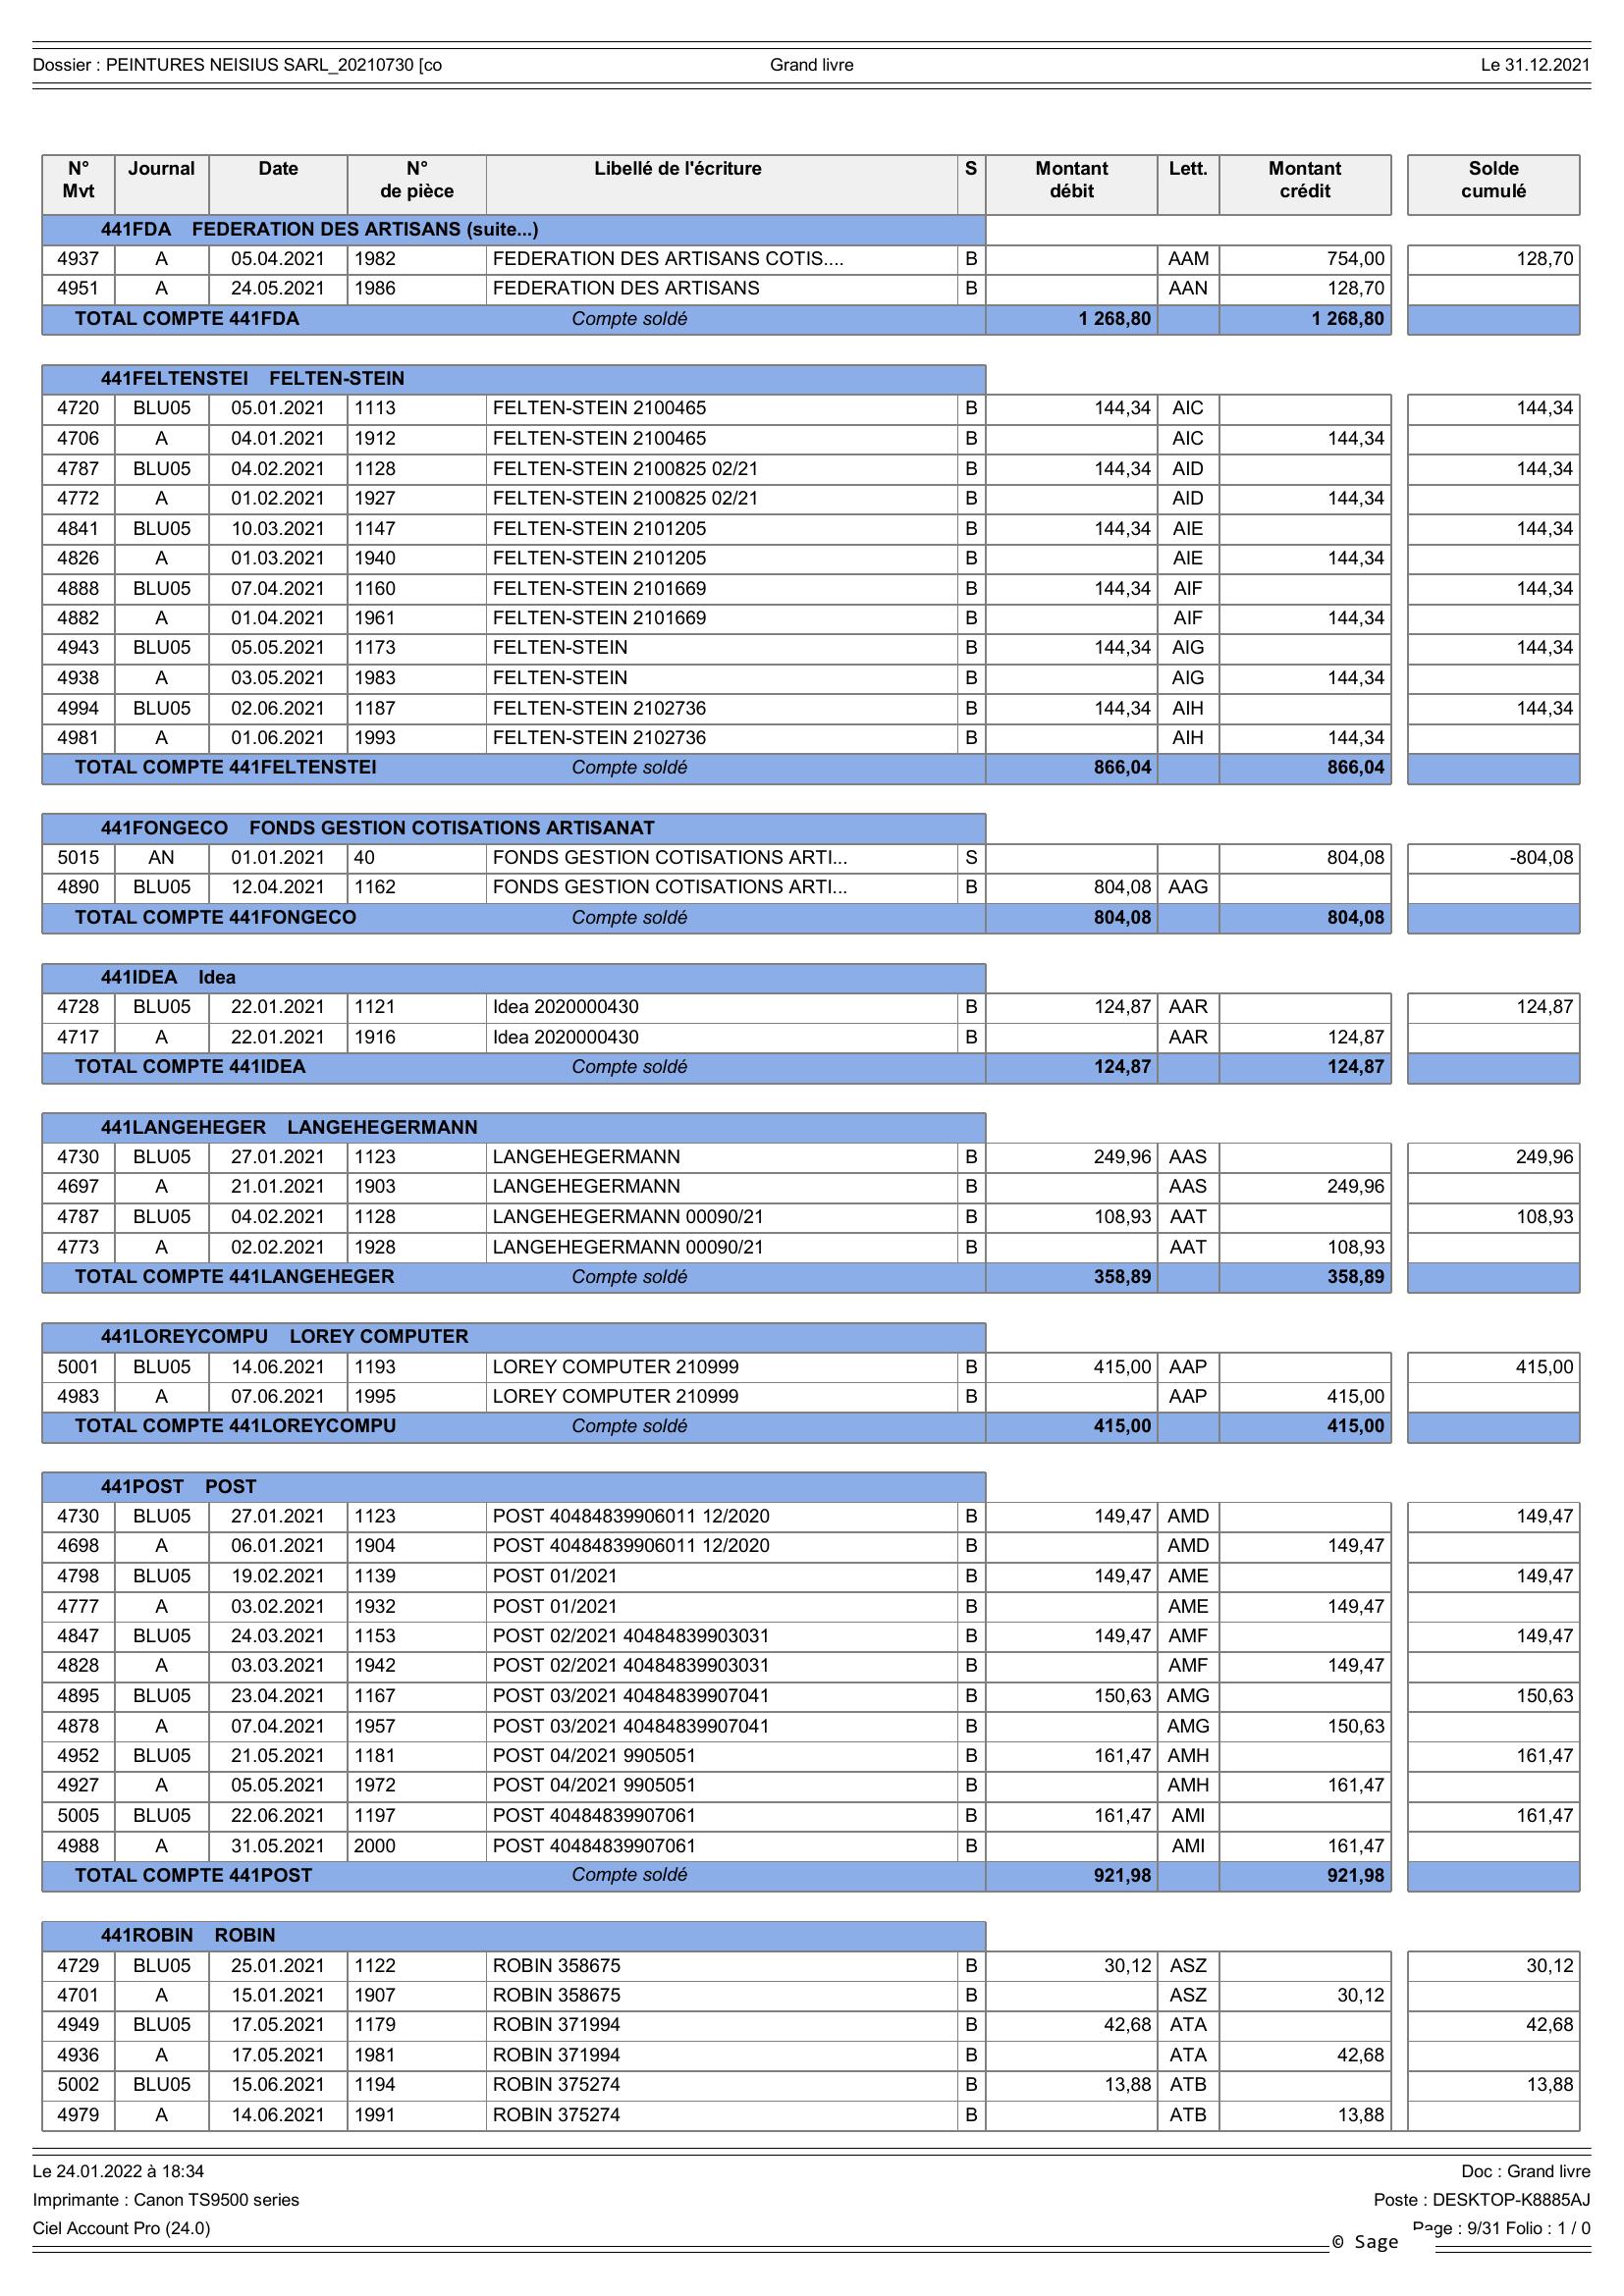 Dossier : PEINTURES NEISIUS SARL_20210730 [co Grand livre Le 31.12.2021
N° Mvt Journal Date N° de pièce Libellé de l'écriture S Montant débit Lett. Montant crédit Solde cumulé
441FDA FEDERATION DES ARTISANS (suite...)
4937 A 05.04.2021 1982 FEDERATION DES ARTISANS COTIS.... B AAM 754,00 128,70
4951 A 24.05.2021 1986 FEDERATION DES ARTISANS B AAN 128,70
TOTAL COMPTE 441FDA Compte soldé 1 268,80 1 268,80
441FELTENSTEI FELTEN-STEIN
4720 BLU05 05.01.2021 1113 FELTEN-STEIN 2100465 B 144,34 AIC 144,34
4706 A 04.01.2021 1912 FELTEN-STEIN 2100465 B AIC 144,34
4787 BLU05 04.02.2021 1128 FELTEN-STEIN 2100825 02/21 B 144,34 AID 144,34
4772 A 01.02.2021 1927 FELTEN-STEIN 2100825 02/21 B AID 144,34
4841 BLU05 10.03.2021 1147 FELTEN-STEIN 2101205 B 144,34 AIE 144,34
4826 A 01.03.2021 1940 FELTEN-STEIN 2101205 B AIE 144,34
4888 BLU05 07.04.2021 1160 FELTEN-STEIN 2101669 B 144,34 AIF 144,34
4882 A 01.04.2021 1961 FELTEN-STEIN 2101669 B AIF 144,34
4943 BLU05 05.05.2021 1173 FELTEN-STEIN B 144,34 AIG 144,34
4938 A 03.05.2021 1983 FELTEN-STEIN B AIG 144,34
4994 BLU05 02.06.2021 1187 FELTEN-STEIN 2102736 B 144,34 AIH 144,34
4981 A 01.06.2021 1993 FELTEN-STEIN 2102736 B AIH 144,34
TOTAL COMPTE 441FELTENSTEI Compte soldé 866,04 866,04
441FONGECO FONDS GESTION COTISATIONS ARTISANAT
5015 AN 01.01.2021 40 FONDS GESTION COTISATIONS ARTI... S 804,08 -804,08
4890 BLU05 12.04.2021 1162 FONDS GESTION COTISATIONS ARTI... B 804,08 AAG
TOTAL COMPTE 441FONGECO Compte soldé 804,08 804,08
441IDEA Idea
4728 BLU05 22.01.2021 1121 Idea 2020000430 B 124,87 AAR 124,87
4717 A 22.01.2021 1916 Idea 2020000430 B AAR 124,87
TOTAL COMPTE 441IDEA Compte soldé 124,87 124,87
441LANGEHEGER LANGEHEGERMANN
4730 BLU05 27.01.2021 1123 LANGEHEGERMANN B 249,96 AAS 249,96
4697 A 21.01.2021 1903 LANGEHEGERMANN B AAS 249,96
4787 BLU05 04.02.2021 1128 LANGEHEGERMANN 00090/21 B 108,93 AAT 108,93
4773 A 02.02.2021 1928 LANGEHEGERMANN 00090/21 B AAT 108,93
TOTAL COMPTE 441LANGEHEGER Compte soldé 358,89 358,89
441LOREYCOMPU LOREY COMPUTER
5001 BLU05 14.06.2021 1193 LOREY COMPUTER 210999 B 415,00 AAP 415,00
4983 A 07.06.2021 1995 LOREY COMPUTER 210999 B AAP 415,00
TOTAL COMPTE 441LOREYCOMPU Compte soldé 415,00 415,00
441POST POST
4730 BLU05 27.01.2021 1123 POST 40484839906011 12/2020 B 149,47 AMD 149,47
4698 A 06.01.2021 1904 POST 40484839906011 12/2020 B AMD 149,47
4798 BLU05 19.02.2021 1139 POST 01/2021 B 149,47 AME 149,47
4777 A 03.02.2021 1932 POST 01/2021 B AME 149,47
4847 BLU05 24.03.2021 1153 POST 02/2021 40484839903031 B 149,47 AMF 149,47
4828 A 03.03.2021 1942 POST 02/2021 40484839903031 B AMF 149,47
4895 BLU05 23.04.2021 1167 POST 03/2021 40484839907041 B 150,63 AMG 150,63
4878 A 07.04.2021 1957 POST 03/2021 40484839907041 B AMG 150,63
4952 BLU05 21.05.2021 1181 POST 04/2021 9905051 B 161,47 AMH 161,47
4927 A 05.05.2021 1972 POST 04/2021 9905051 B AMH 161,47
5005 BLU05 22.06.2021 1197 POST 40484839907061 B 161,47 AMI 161,47
4988 A 31.05.2021 2000 POST 40484839907061 B AMI 161,47
TOTAL COMPTE 441POST Compte soldé 921,98 921,98
441ROBIN ROBIN
4729 BLU05 25.01.2021 1122 ROBIN 358675 B 30,12 ASZ 30,12
4701 A 15.01.2021 1907 ROBIN 358675 B ASZ 30,12
4949 BLU05 17.05.2021 1179 ROBIN 371994 B 42,68 ATA 42,68
4936 A 17.05.2021 1981 ROBIN 371994 B ATA 42,68
5002 BLU05 15.06.2021 1194 ROBIN 375274 B 13,88 ATB 13,88
4979 A 14.06.2021 1991 ROBIN 375274 B ATB 13,88
Le 24.01.2022 à 18:34 Doc : Grand livre
Imprimante : Canon TS9500 series Poste : DESKTOP-K8885AJ
Ciel Account Pro (24.0) Page : 9/31 Folio : 1 / 0
© Sage